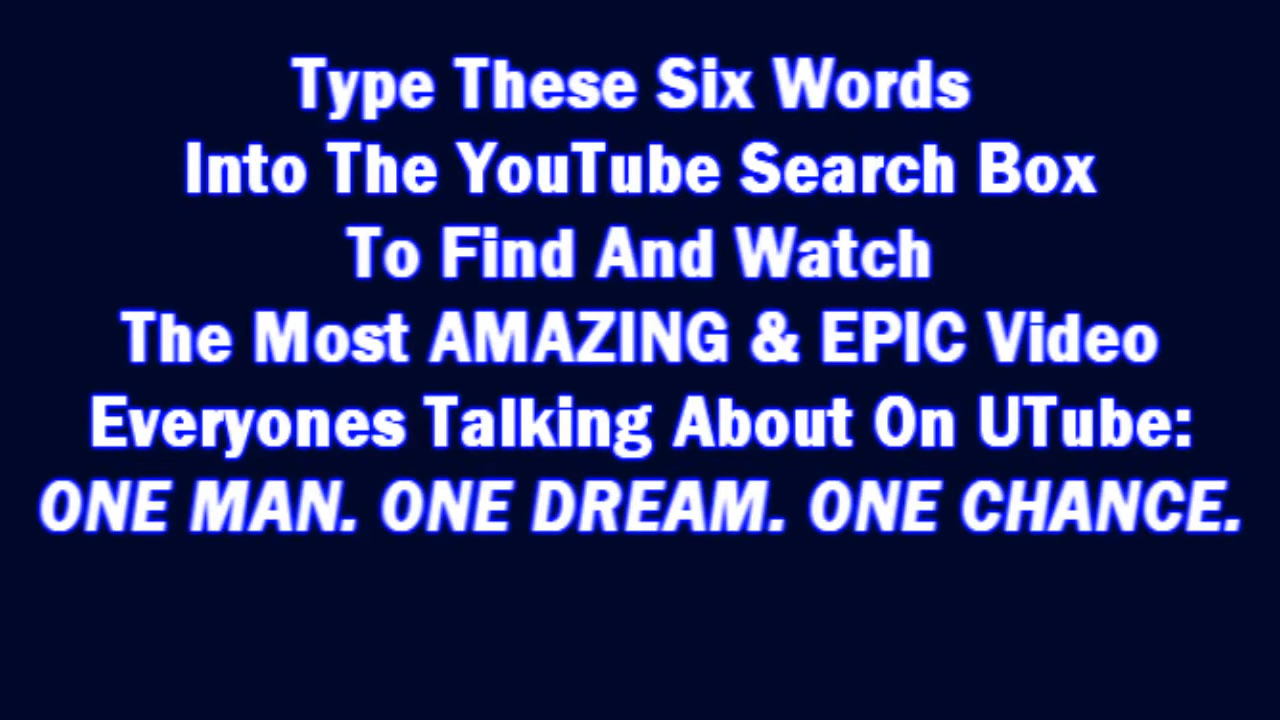 Type These Six Words
Into The YouTube Search Box
To Find And Watch
The Most AMAZING & EPIC Video
Everyones Talking About On UTube:
ONE MAN. ONE DREAM. ONE CHANCE.